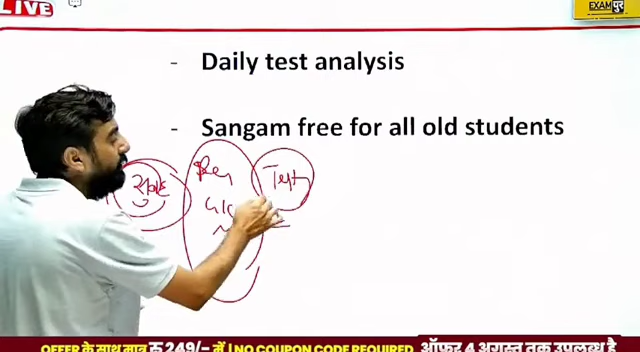 LIVE
EXAM पुर
- Daily test analysis
- Sangam free for all old students
Test
OFFER के साथ मात्र रु 249/- में | NO COUPON CODE REQUIRED ऑफर 4 अगस्त तक उपलब्ध है